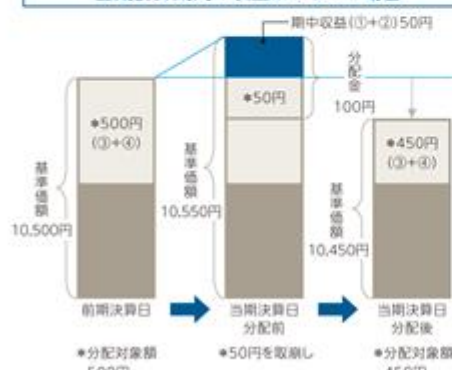 期中収益(①+②)50円
*50円
分配金
100円
*500円
(③+④)
*450円
(③+④)
基準価額
10,500円
基準価額
10,550円
基準価額
10,450円
前期決算日
当期決算日
分配前
当期決算日
分配後
*分配対象額
*50円を取崩し
*分配対象額